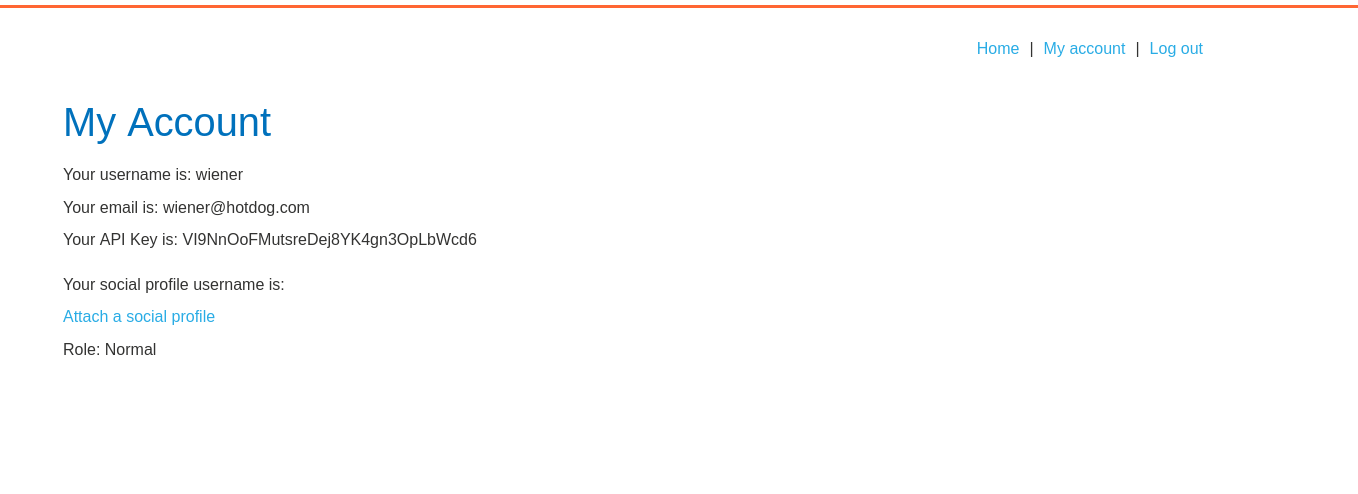 Home | My account | Log out
My Account
Your username is: wiener
Your email is: wiener@hotdog.com
Your API Key is: VI9NnOoFMutsreDej8YK4gn3OpLbWcd6
Your social profile username is:
Attach a social profile
Role: Normal